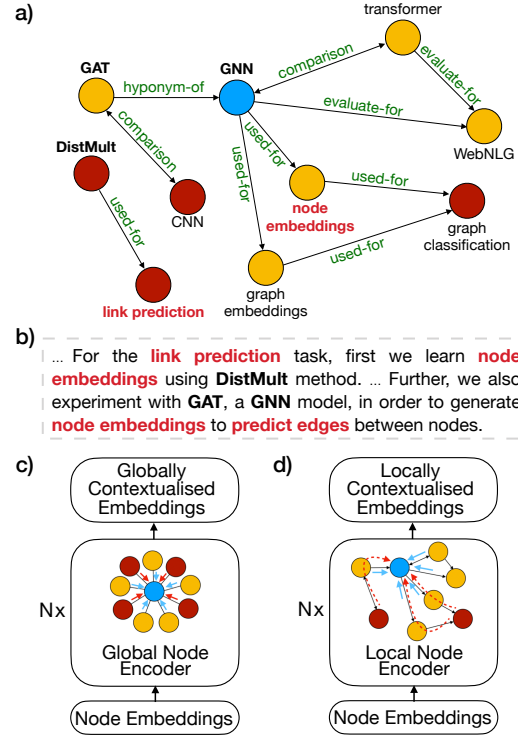 a)
transformer
GAT
GNN
hyponym-of
comparison
evaluate-for
evaluate-for
WebNLG
comparison
DistMult
CNN
used-for
used-for
used-for
used-for
node
embeddings
graph
classification
used-for
link prediction
graph
embeddings
b)
... For the link prediction task, first we learn node
embeddings using DistMult method. ... Further, we also
experiment with GAT, a GNN model, in order to generate
node embeddings to predict edges between nodes.
c)
Globally
Contextualised
Embeddings
Nx
Global Node
Encoder
Node Embeddings
d)
Locally
Contextualised
Embeddings
Nx
Local Node
Encoder
Node Embeddings